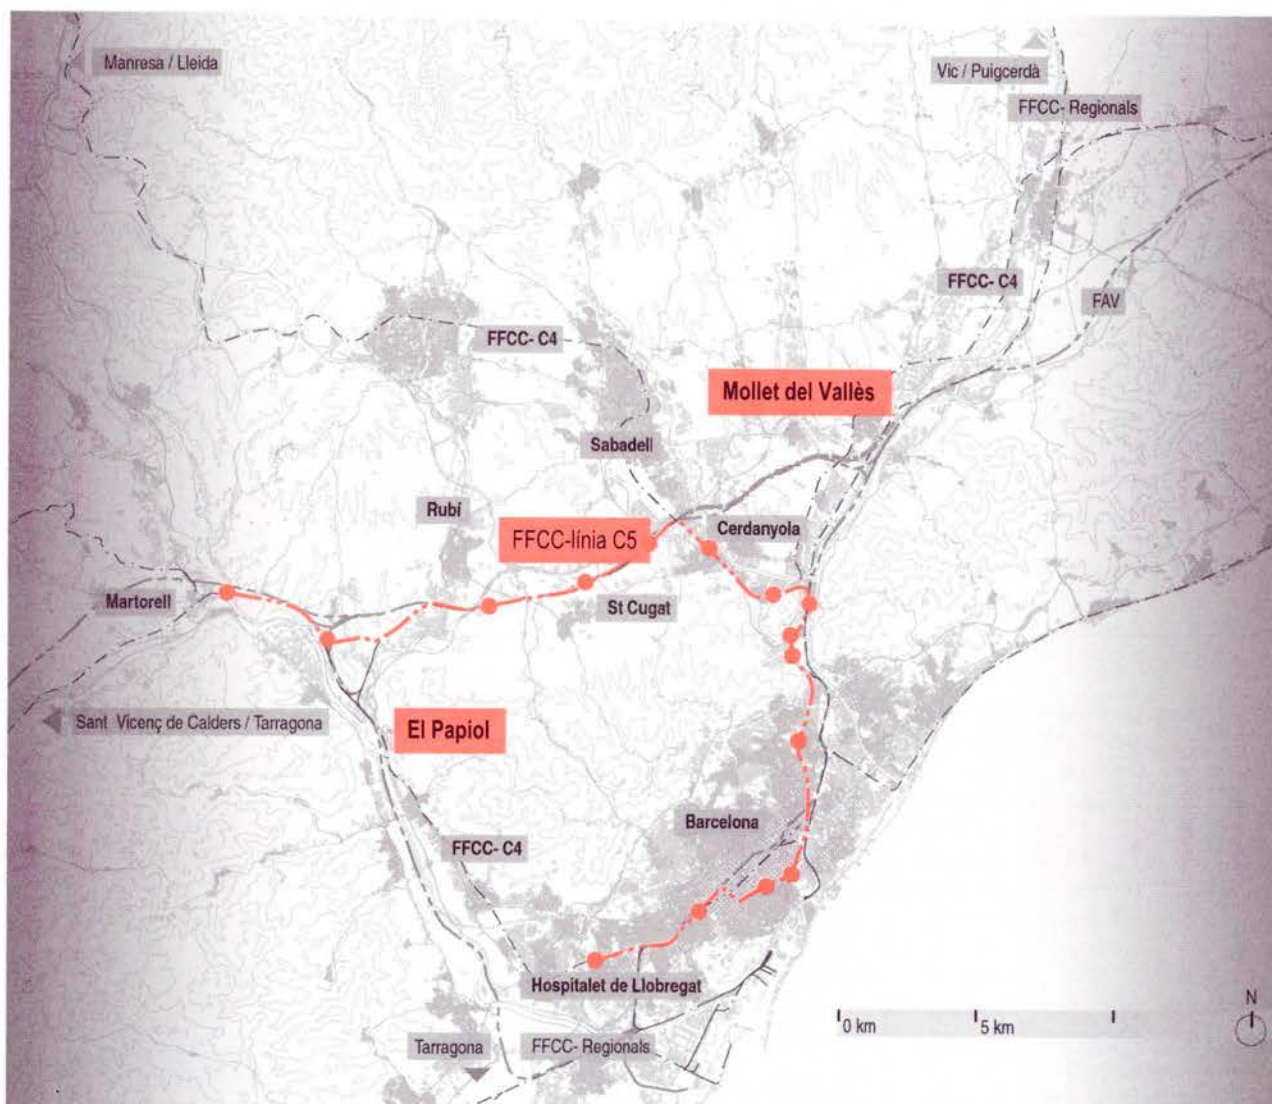 Manresa / Lleida
Vic / Puigcerdà
FFCC- Regionals
FFCC- C4
FAV
FFCC- C4
Mollet del Vallès
Sabadell
Rubí
FFCC-línia C5
Cerdanyola
Martorell
St Cugat
Sant Vicenç de Calders / Tarragona
El Papiol
Barcelona
FFCC- C4
Hospitalet de Llobregat
Tarragona
FFCC- Regionals
0 km
5 km
N